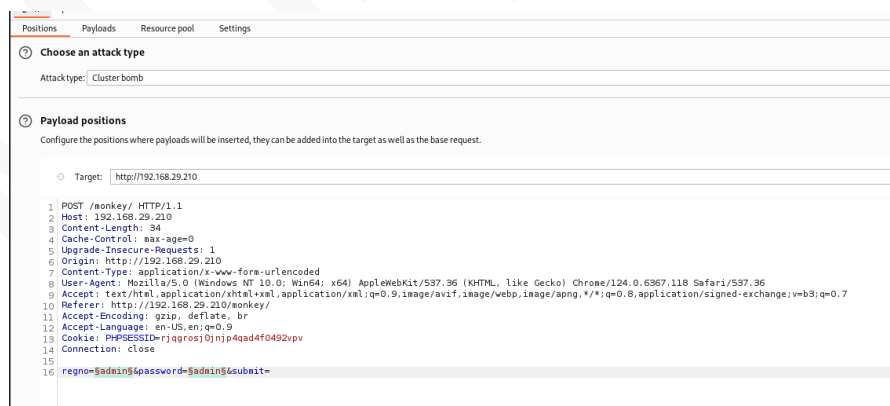 Positions Payloads Resource pool Settings
? Choose an attack type
Attack type: Cluster bomb
? Payload positions
Configure the positions where payloads will be inserted, they can be added into the target as well as the base request.
Target: http://192.168.29.210
1 POST /monkey/ HTTP/1.1
2 Host: 192.168.29.210
3 Content-Length: 34
4 Cache-Control: max-age=0
5 Upgrade-Insecure-Requests: 1
6 Origin: http://192.168.29.210
7 Content-Type: application/x-www-form-urlencoded
8 User-Agent: Mozilla/5.0 (Windows NT 10.0; Win64; x64) AppleWebKit/537.36 (KHTML, like Gecko) Chrome/124.0.6367.118 Safari/537.36
9 Accept: text/html,application/xhtml+xml,application/xml;q=0.9,image/avif,image/webp,image/apng,*/*;q=0.8,application/signed-exchange;v=b3;q=0.7
10 Referer: http://192.168.29.210/monkey/
11 Accept-Encoding: gzip, deflate, br
12 Accept-Language: en-US,en;q=0.9
13 Cookie: PHPSESSID=rjqgrosj0jnjp4qad4f0492vpv
14 Connection: close
15
16 regno=§admin§&password=§admin§&submit=